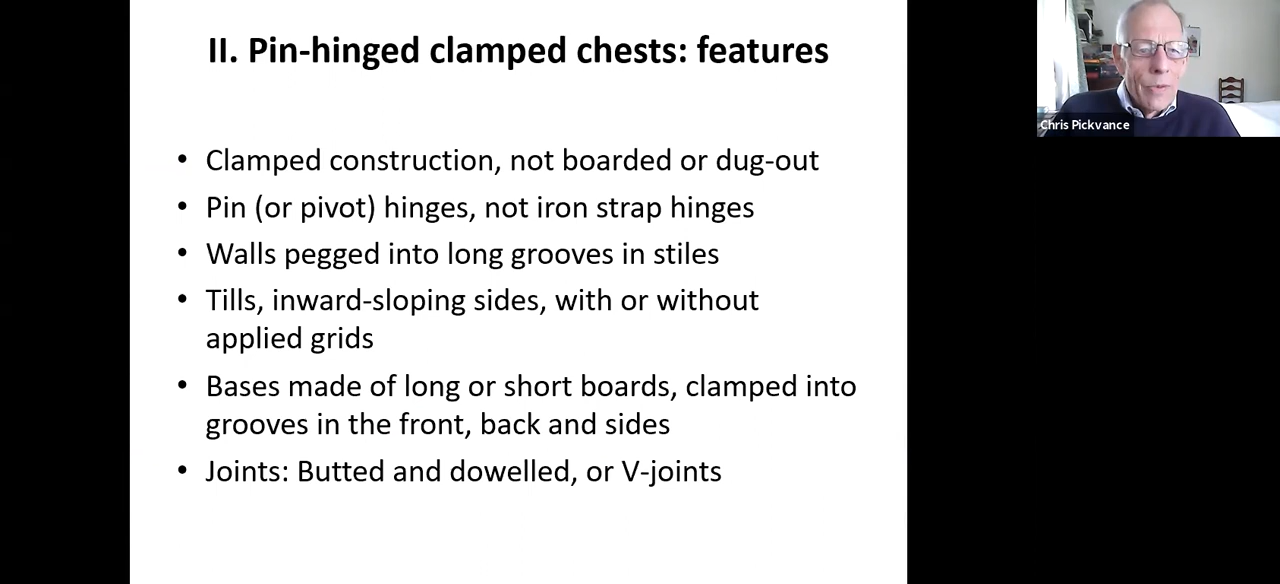 II. Pin-hinged clamped chests: features
Chris Pickvance
• Clamped construction, not boarded or dug-out
• Pin (or pivot) hinges, not iron strap hinges
• Walls pegged into long grooves in stiles
• Tills, inward-sloping sides, with or without
applied grids
• Bases made of long or short boards, clamped into
grooves in the front, back and sides
• Joints: Butted and dowelled, or V-joints